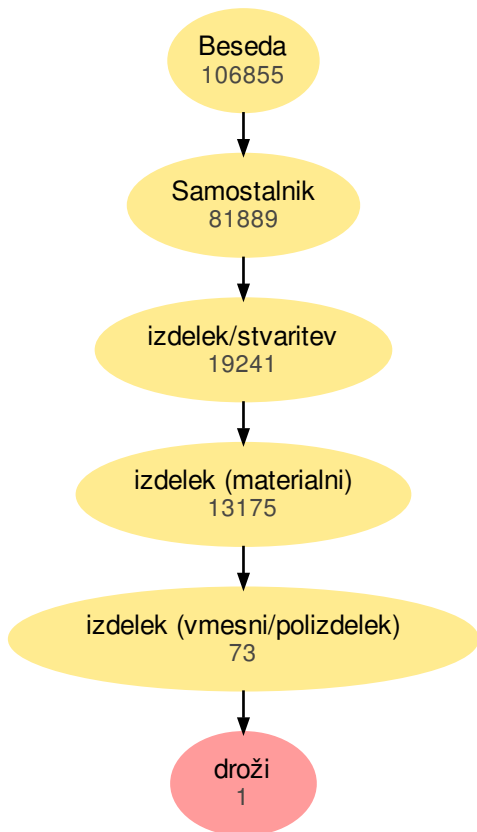 Beseda
106855
Samostalnik
81889
izdelek/stvaritev
19241
izdelek (materialni)
13175
izdelek (vmesni/polizdelek)
73
droži
1